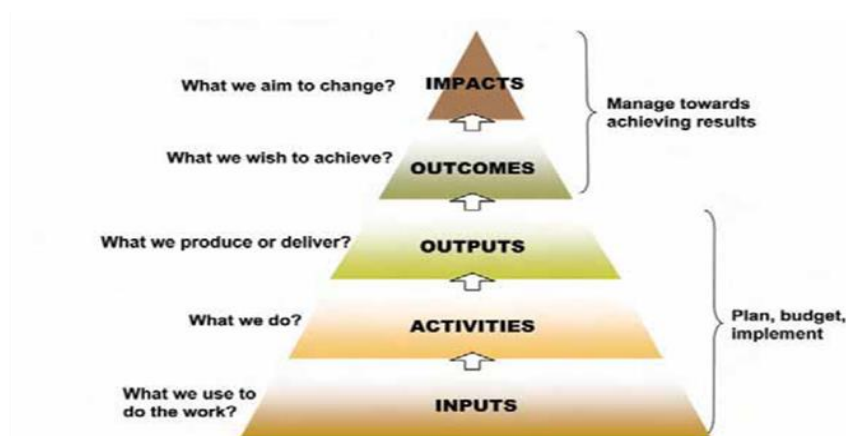 What we aim to change?
IMPACTS
Manage towards
achieving results
What we wish to achieve?
OUTCOMES
What we produce or deliver?
OUTPUTS
What we do?
ACTIVITIES
Plan, budget,
implement
What we use to
do the work?
INPUTS